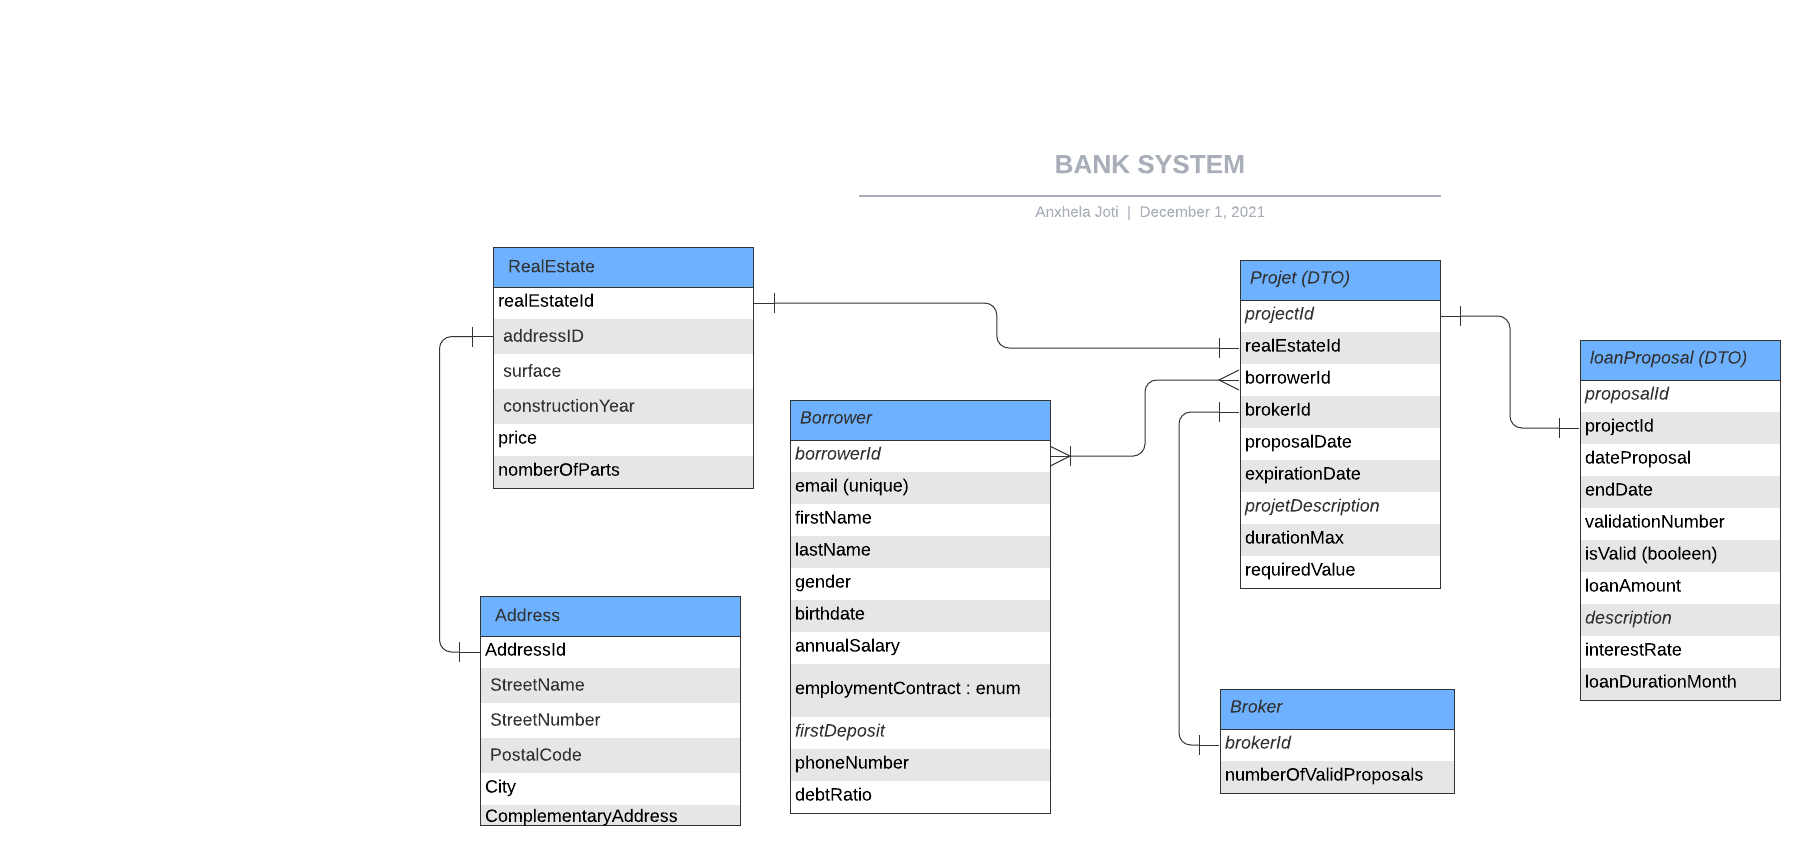 BANK SYSTEM
Anxhela Joti | December 1, 2021
RealEstate
realEstateId
addressID
surface
constructionYear
price
nomberOfParts
Address
AddressId
StreetName
StreetNumber
PostalCode
City
ComplementaryAddress
Borrower
borrowerId
email (unique)
firstName
lastName
gender
birthdate
annualSalary
employmentContract : enum
firstDeposit
phoneNumber
debtRatio
Projet (DTO)
projectId
realEstateId
borrowerId
brokerId
proposalDate
expirationDate
projetDescription
durationMax
requiredValue
Broker
brokerId
numberOfValidProposals
loanProposal (DTO)
proposalId
projectId
dateProposal
endDate
validationNumber
isValid (booleen)
loanAmount
description
interestRate
loanDurationMonth